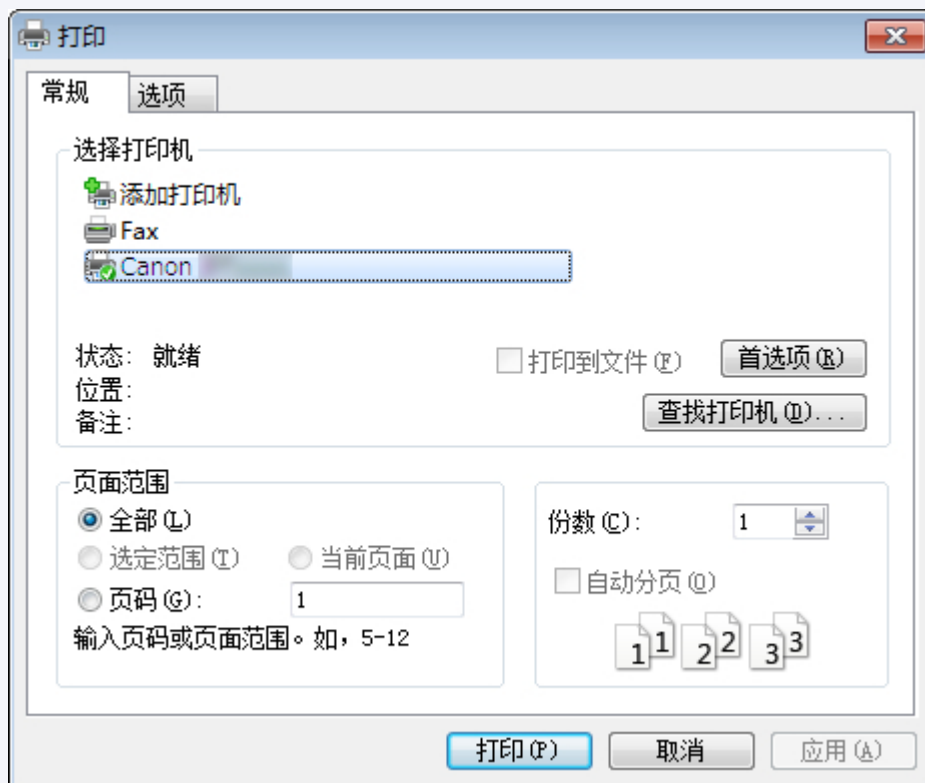 打印
常规 选项
选择打印机
添加打印机
Fax
Canon
状态: 就绪 打印到文件(F) 首选项(R)
位置: 查找打印机(D)...
备注:
页面范围
全部(L) 份数(C): 1
选定范围(T) 当前页面(U)
页码(G): 1 自动分页(O)
输入页码或页面范围。如，5-12
1 1 2 2 3 3
打印(P) 取消 应用(A)